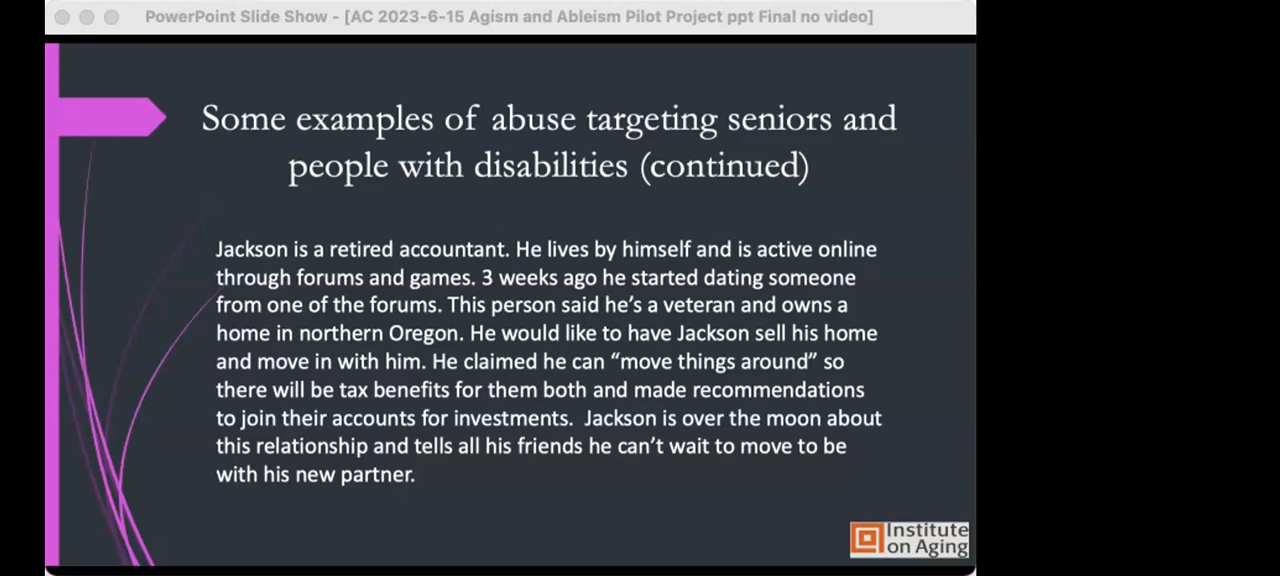 PowerPoint Slide Show - [AC 2023-6-15 Agism and Ableism Pilot Project ppt Final no video]
Some examples of abuse targeting seniors and
people with disabilities (continued)
Jackson is a retired accountant. He lives by himself and is active online
through forums and games. 3 weeks ago he started dating someone
from one of the forums. This person said he's a veteran and owns a
home in northern Oregon. He would like to have Jackson sell his home
and move in with him. He claimed he can “move things around” so
there will be tax benefits for them both and made recommendations
to join their accounts for investments.  Jackson is over the moon about
this relationship and tells all his friends he can't wait to move to be
with his new partner.
Institute
on Aging